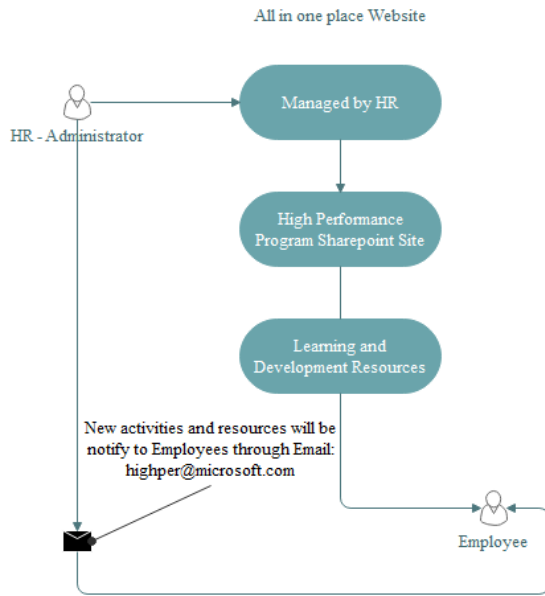 All in one place Website
Managed by HR
HR - Administrator
High Performance
Program Sharepoint Site
Learning and
Development Resources
New activities and resources will be
notify to Employees through Email:
highper@microsoft.com
Employee